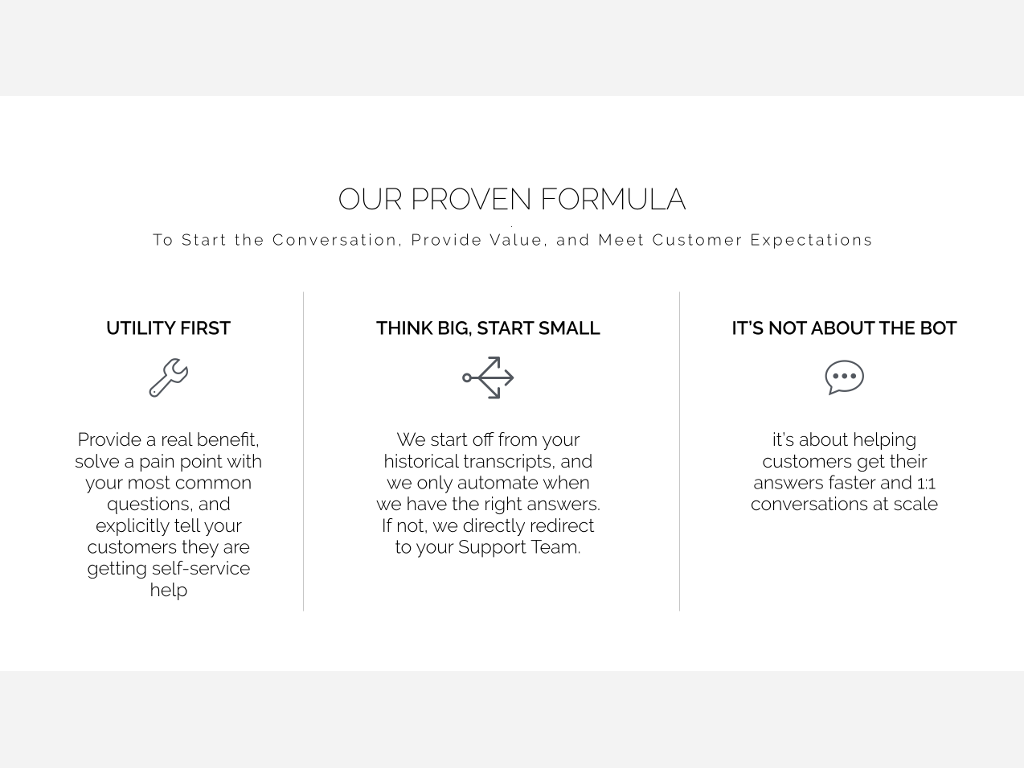 OUR PROVEN FORMULA
To Start the Conversation, Provide Value, and Meet Customer Expectations
UTILITY FIRST
Provide a real benefit,
solve a pain point with
your most common
questions, and
explicitly tell your
customers they are
getting self-service
help
THINK BIG, START SMALL
We start off from your
historical transcripts, and
we only automate when
we have the right answers.
If not, we directly redirect
to your Support Team.
IT'S NOT ABOUT THE BOT
it's about helping
customers get their
answers faster and 1:1
conversations at scale